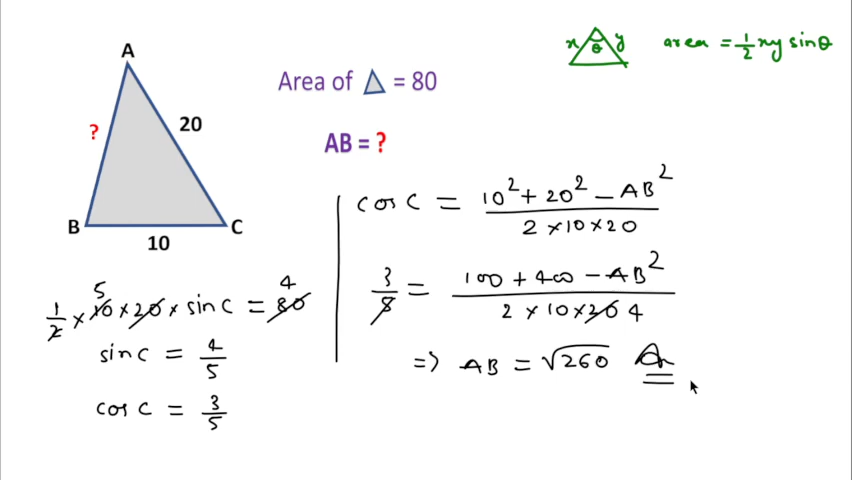 x θ y area = 1/2 xy sinθ
A
Area of △ = 80
? 20
AB = ?
B C
10
cos C = (10² + 20² − AB²) / (2 × 10 × 20)
3/5 = (100 + 400 − AB²) / (2 × 10 × 20 4)
5 4
1/2 × 10 × 20 × sin C = 80
sin C = 4/5
=> AB = √260 An
cos C = 3/5